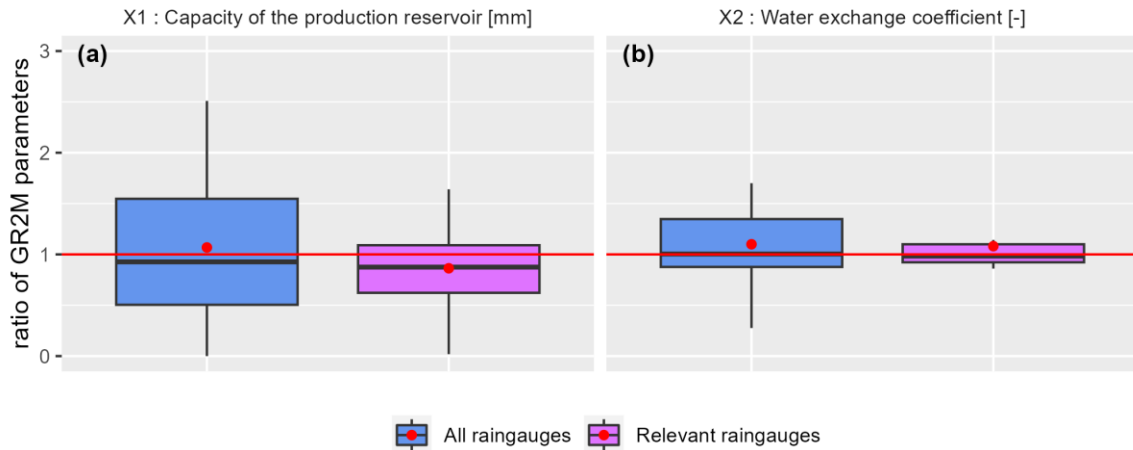 X1 : Capacity of the production reservoir [mm]
X2 : Water exchange coefficient [-]
(a)
(b)
ratio of GR2M parameters
3
2
1
0
All raingauges
Relevant raingauges